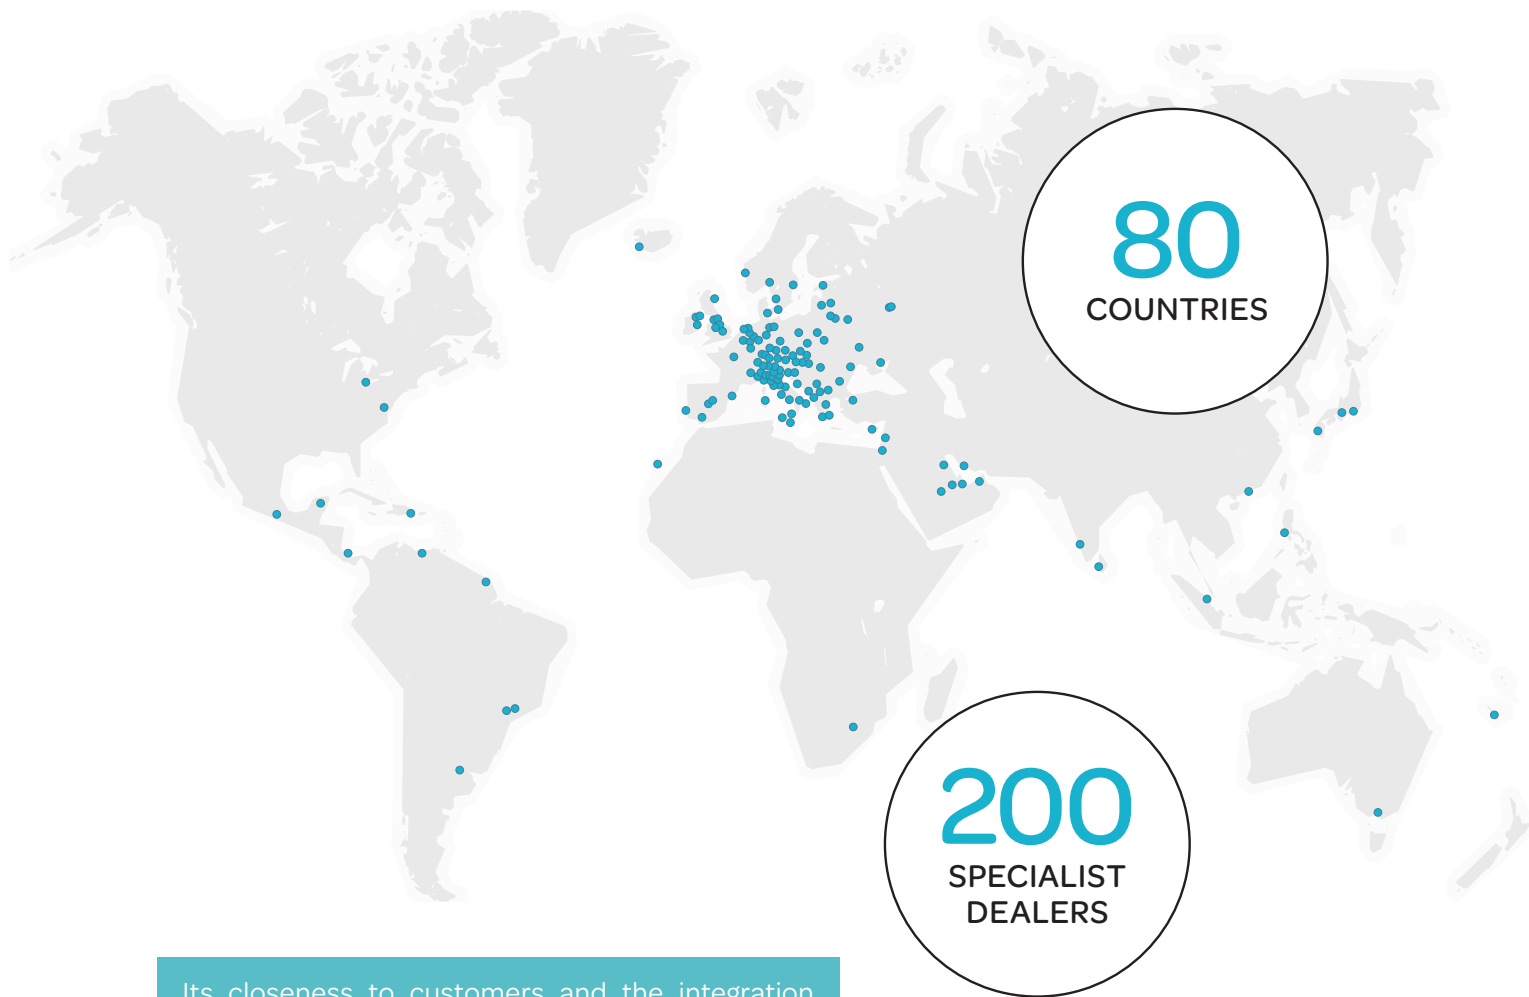 80
COUNTRIES
200
SPECIALIST
DEALERS
Its closeness to customers and the integration